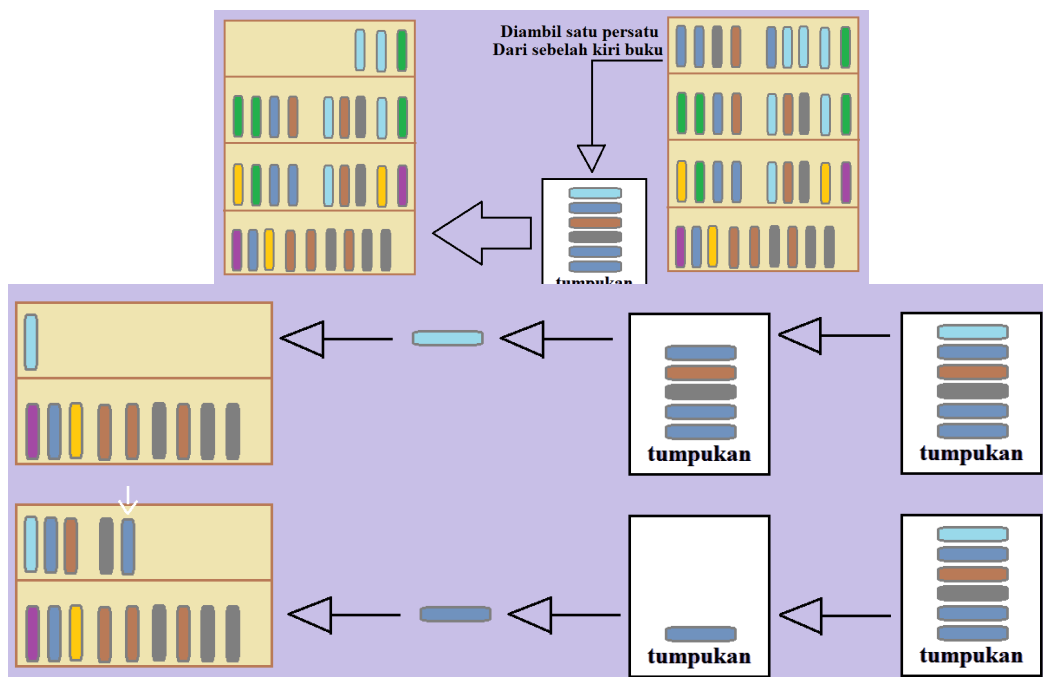 Diambil satu persatu
Dari sebelah kiri buku
tumpukan
tumpukan
tumpukan
tumpukan
tumpukan